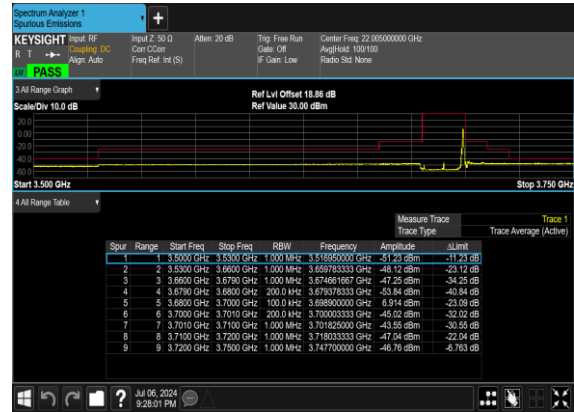 Spectrum Analyzer 1
Spurious Emissions
+
KEYSIGHT Input: RF Input Z: 50 Ω Atten: 20 dB Trig: Free Run Center Freq: 22.005000000 GHz
R T Coupling: DC Corr CCorr Gate: Off Avg|Hold: 100/100
Align: Auto Freq Ref: Int (S) IF Gain: Low Radio Std: None
PASS
3 All Range Graph
Ref Lvl Offset 18.86 dB
Scale/Div 10.0 dB Ref Value 30.00 dBm
20.0
0.00
-20.0
-40.0
-60.0
Start 3.500 GHz Stop 3.750 GHz
4 All Range Table
Measure Trace Trace 1
Trace Type Trace Average (Active)
Spur Range Start Freq Stop Freq RBW Frequency Amplitude ΔLimit
1 1 3.5000 GHz 3.5300 GHz 1.000 MHz 3.516950000 GHz -51.23 dBm -11.23 dB
2 2 3.5300 GHz 3.6600 GHz 1.000 MHz 3.659783333 GHz -48.12 dBm -23.12 dB
3 3 3.6600 GHz 3.6790 GHz 1.000 MHz 3.674661667 GHz -47.25 dBm -34.25 dB
4 4 3.6790 GHz 3.6800 GHz 200.0 kHz 3.679378333 GHz -53.84 dBm -40.84 dB
5 5 3.6800 GHz 3.7000 GHz 100.0 kHz 3.698900000 GHz 6.914 dBm -23.09 dB
6 6 3.7000 GHz 3.7010 GHz 200.0 kHz 3.700003333 GHz -45.02 dBm -32.02 dB
7 7 3.7010 GHz 3.7100 GHz 1.000 MHz 3.701825000 GHz -43.55 dBm -30.55 dB
8 8 3.7100 GHz 3.7200 GHz 1.000 MHz 3.718033333 GHz -47.04 dBm -22.04 dB
9 9 3.7200 GHz 3.7500 GHz 1.000 MHz 3.747700000 GHz -46.76 dBm -6.763 dB
? Jul 06, 2024
9:28:01 PM